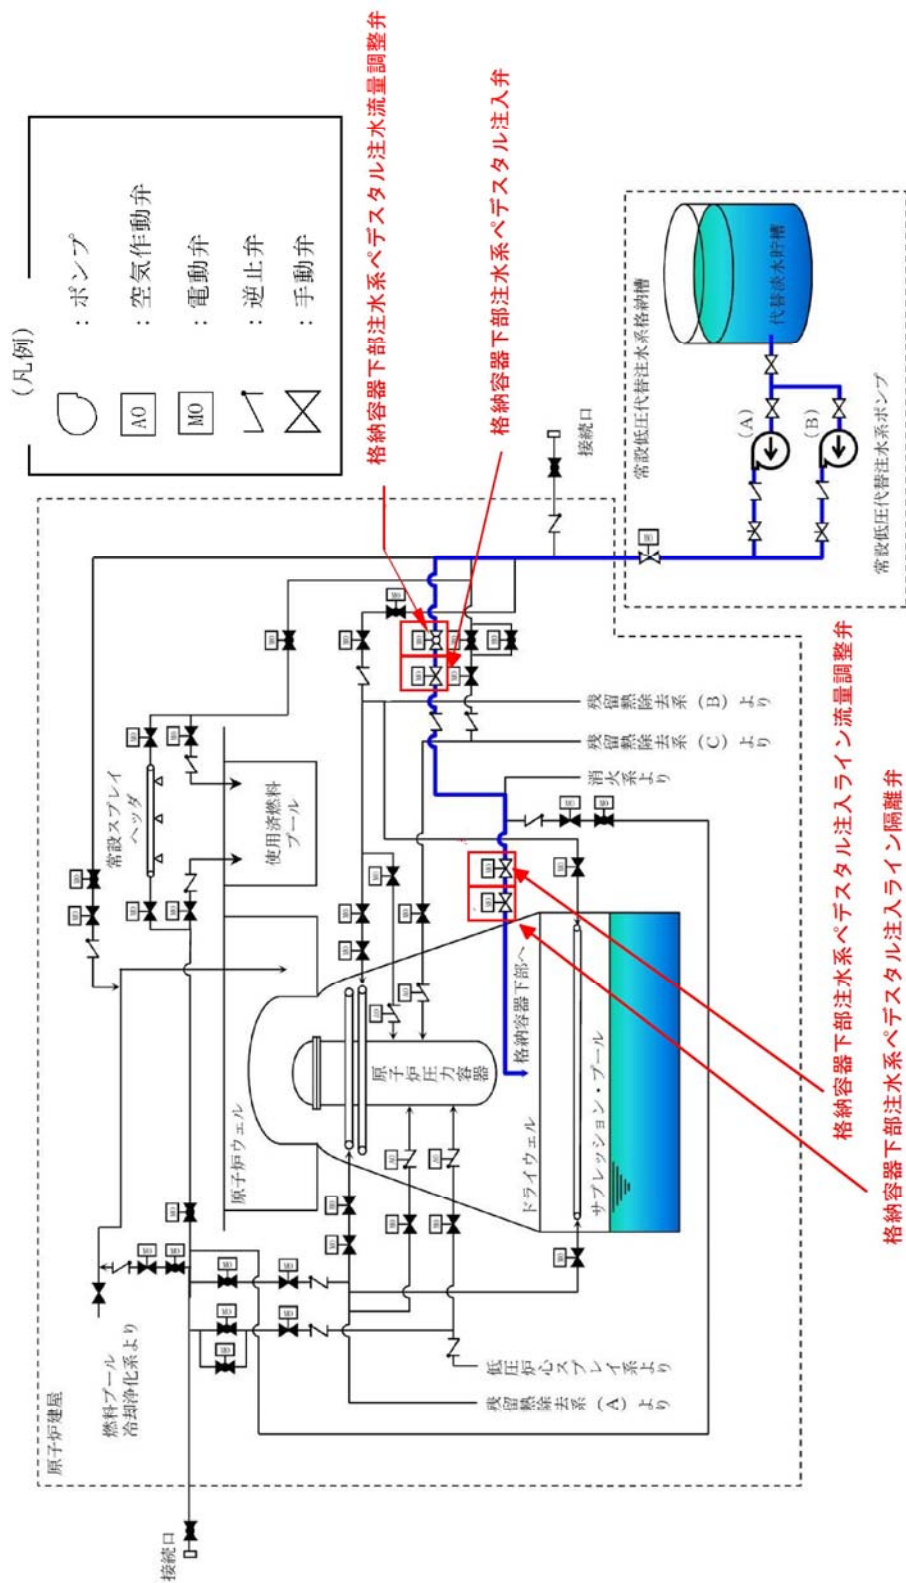 (凡例)
：ポンプ
AO
：空気作動弁
MO
：電動弁
：逆止弁
：手動弁
格納容器下部注水系ペデスタル注水流量調整弁
格納容器下部注水系ペデスタル注入弁
原子炉建屋
接続口
燃料プール
冷却浄化系より
原子炉ウェル
常設スプレイ
ヘッダ
使用済燃料
プール
原子炉圧力容器
格納容器下部へ
ドライウェル
サプレッション・プール
残留熱除去系(A)より
低圧炉心スプレイ系より
残留熱除去系(B)より
残留熱除去系(C)より
消火系より
接続口
常設低圧代替注水系格納槽
代替淡水貯槽
(A)
(B)
常設低圧代替注水系ポンプ
格納容器下部注水系ペデスタル注入ライン流量調整弁
格納容器下部注水系ペデスタル注入ライン隔離弁